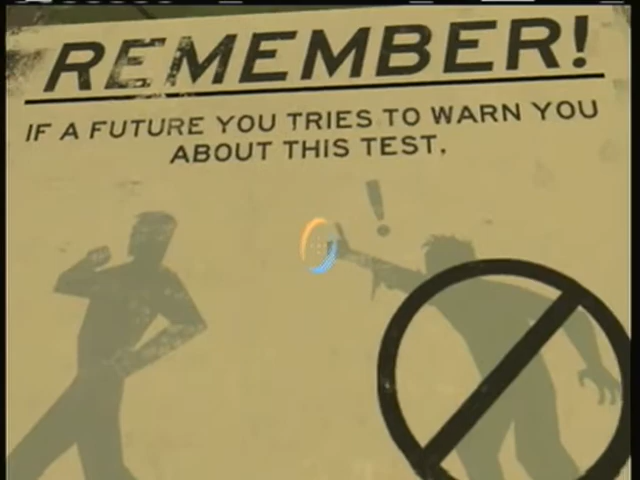 REMEMBER!
IF A FUTURE YOU TRIES TO WARN YOU
ABOUT THIS TEST,
!